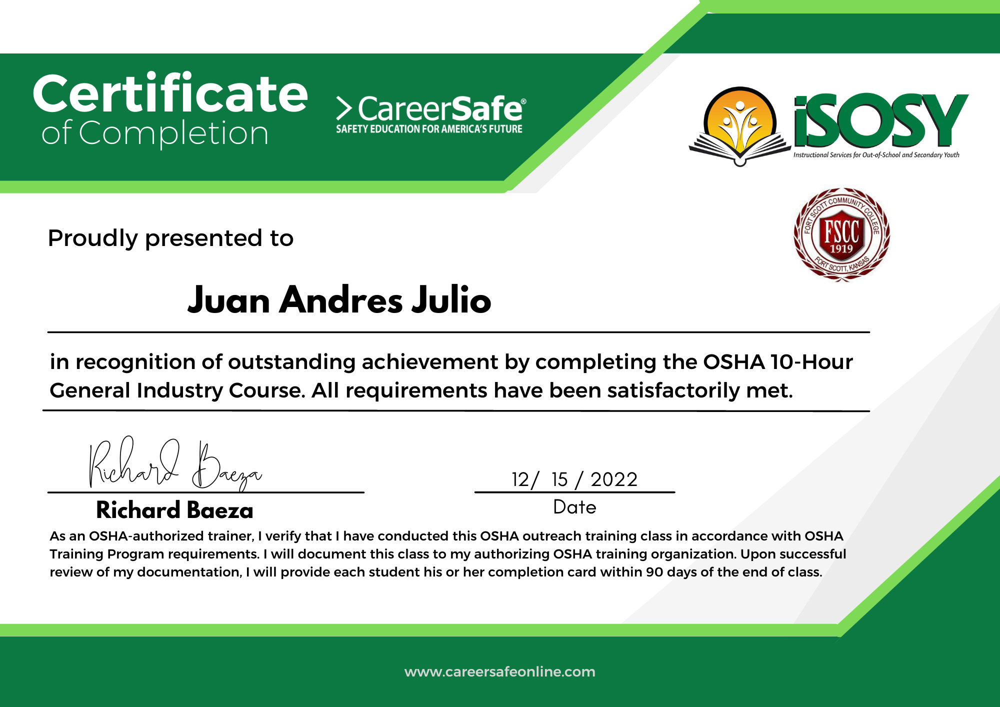 Certificate
of Completion
>CareerSafe®
SAFETY EDUCATION FOR AMERICA'S FUTURE
iSOSY
Instructional Services for Out-of-School and Secondary Youth
FORT SCOTT COMMUNITY COLLEGE
FSCC
1919
FORT SCOTT, KANSAS
Proudly presented to
Juan Andres Julio
in recognition of outstanding achievement by completing the OSHA 10-Hour
General Industry Course. All requirements have been satisfactorily met.
Richard Baeza
12/ 15 / 2022
Richard Baeza
Date
As an OSHA-authorized trainer, I verify that I have conducted this OSHA outreach training class in accordance with OSHA
Training Program requirements. I will document this class to my authorizing OSHA training organization. Upon successful
review of my documentation, I will provide each student his or her completion card within 90 days of the end of class.
www.careersafeonline.com